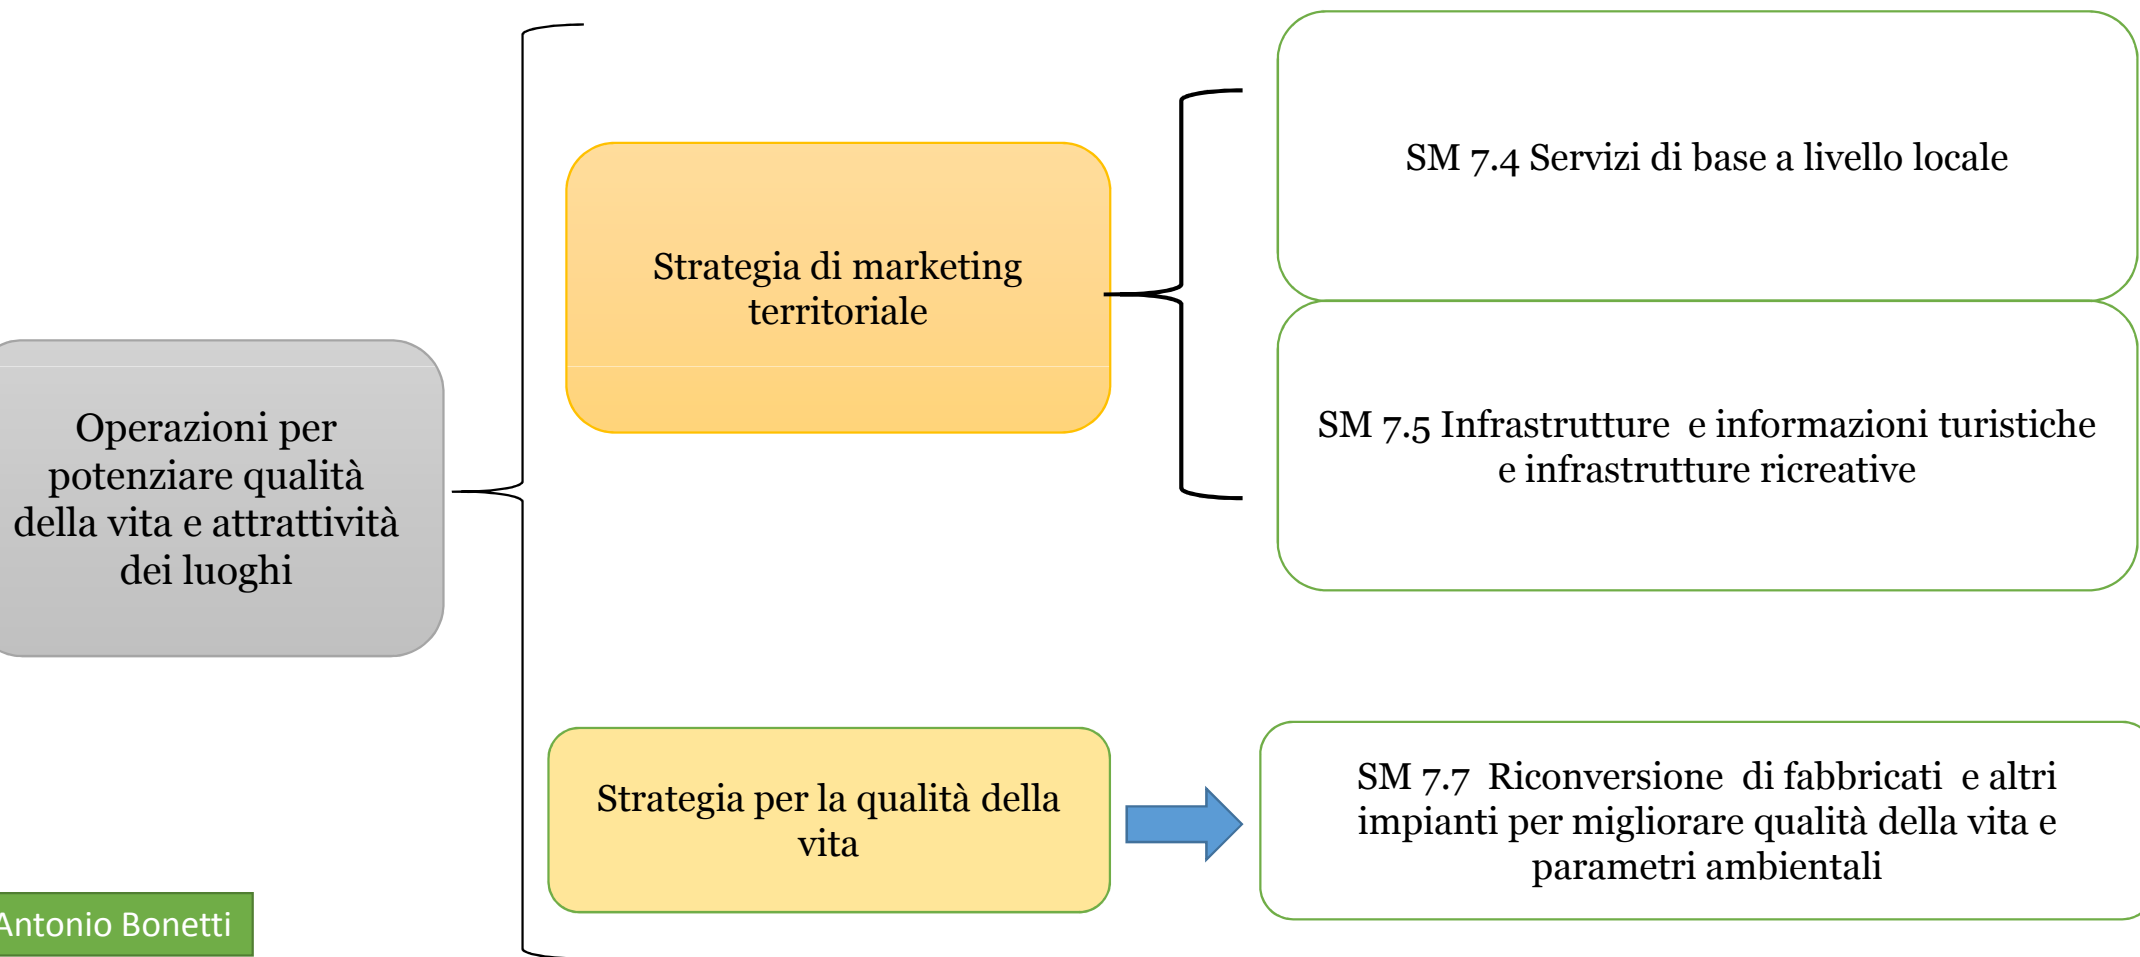 Operazioni per
potenziare qualità
della vita e attrattività
dei luoghi
Strategia di marketing
territoriale
SM 7.4 Servizi di base a livello locale
SM 7.5 Infrastrutture e informazioni turistiche
e infrastrutture ricreative
Strategia per la qualità della
vita
SM 7.7 Riconversione di fabbricati e altri
impianti per migliorare qualità della vita e
parametri ambientali
Antonio Bonetti